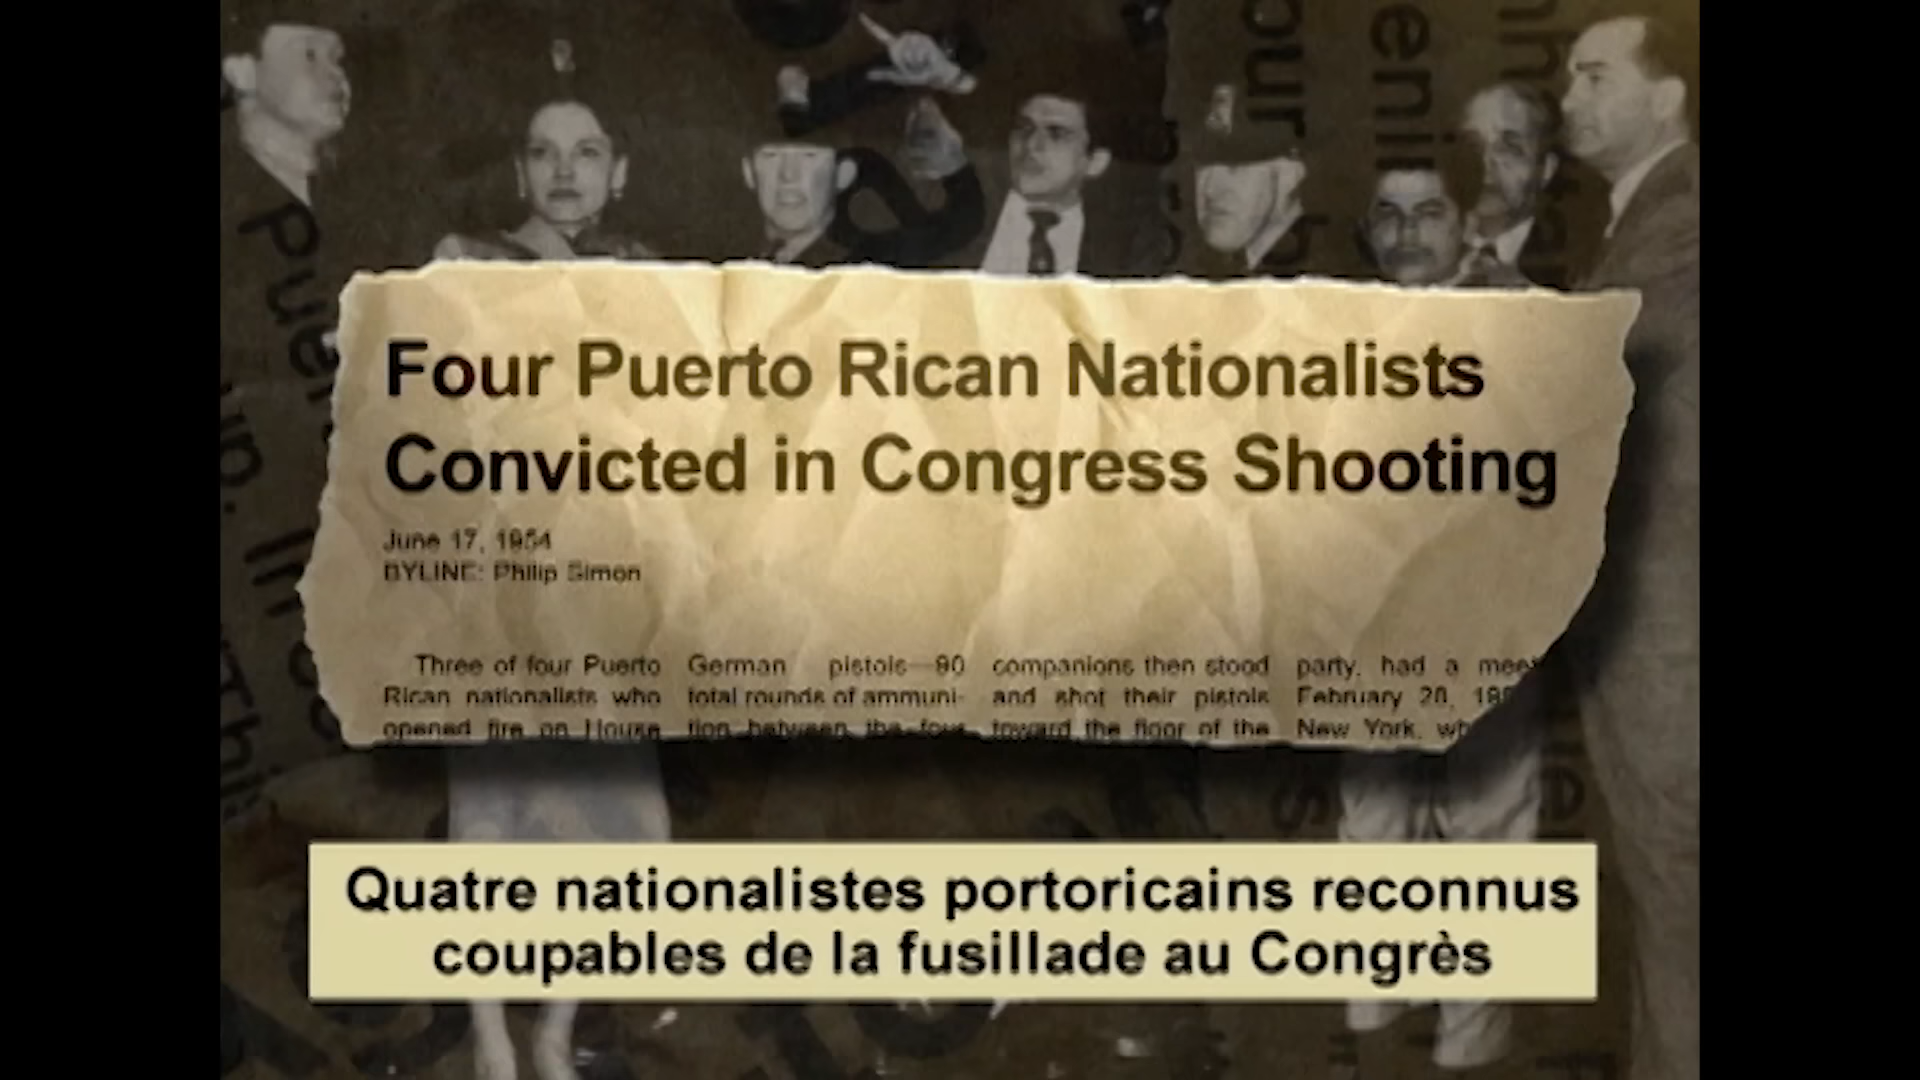 Four Puerto Rican Nationalists
Convicted in Congress Shooting
June 17, 1954
BYLINE: Philip Simon
Three of four Puerto
Rican nationalists who
opened fire on House
German pistols—90
total rounds of ammuni-
tion between the four
companions then stood
and shot their pistols
toward the floor of the
party, had a
February 28,
New York,
Quatre nationalistes portoricains reconnus
coupables de la fusillade au Congrès